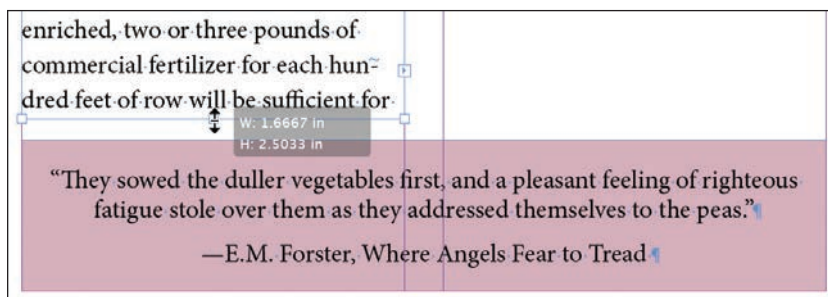 enriched, two or three pounds of
commercial fertilizer for each hun-
dred feet of row will be sufficient for
W: 1.6667 in
H: 2.5033 in
“They sowed the duller vegetables first, and a pleasant feeling of righteous
fatigue stole over them as they addressed themselves to the peas.”
—E.M. Forster, Where Angels Fear to Tread